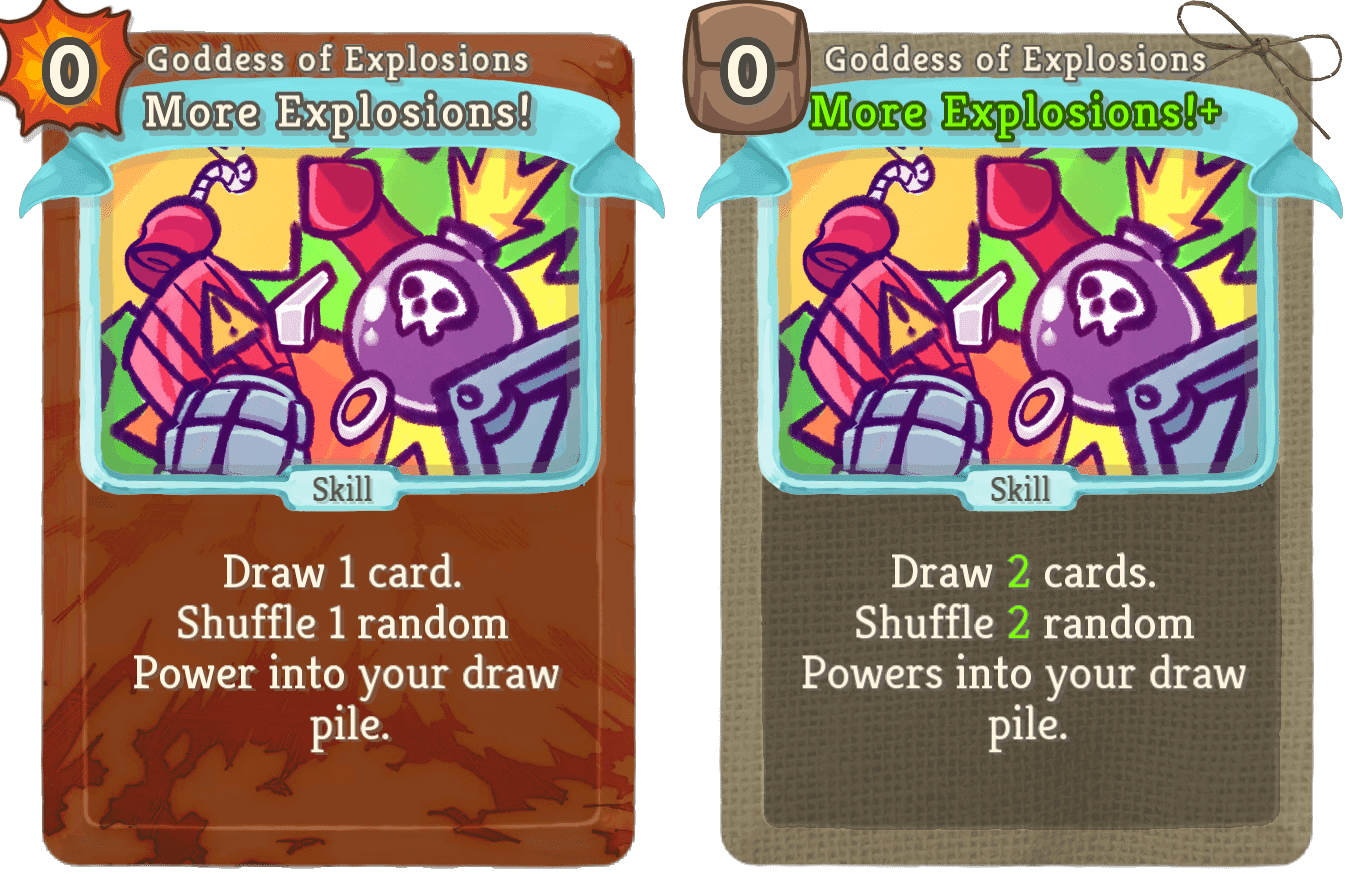 0
Goddess of Explosions
More Explosions!
Skill
Draw 1 card.
Shuffle 1 random
Power into your draw
pile.
0
Goddess of Explosions
More Explosions!+
Skill
Draw 2 cards.
Shuffle 2 random
Powers into your draw
pile.